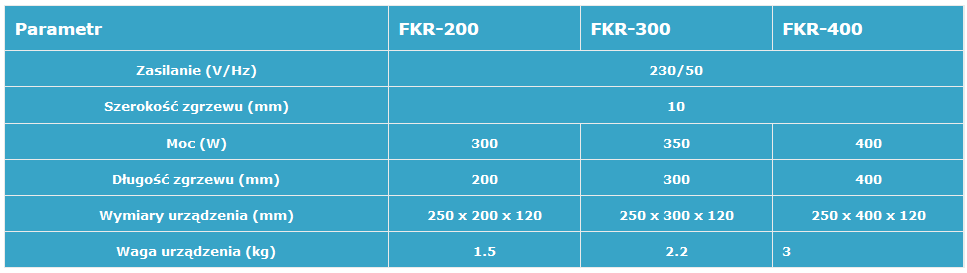 Parametr FKR-200 FKR-300 FKR-400
Zasilanie (V/Hz) 230/50
Szerokość zgrzewu (mm) 10
Moc (W) 300 350 400
Długość zgrzewu (mm) 200 300 400
Wymiary urządzenia (mm) 250 x 200 x 120 250 x 300 x 120 250 x 400 x 120
Waga urządzenia (kg) 1.5 2.2 3